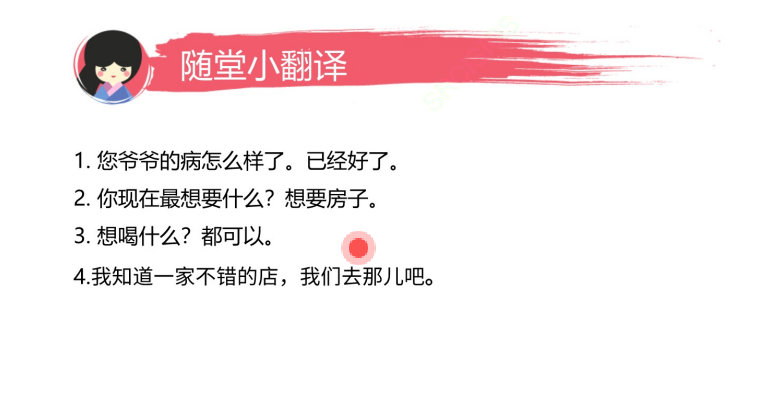 随堂小翻译
1. 您爷爷的病怎么样了。已经好了。
2. 你现在最想要什么？想要房子。
3. 想喝什么？都可以。
4.我知道一家不错的店，我们去那儿吧。